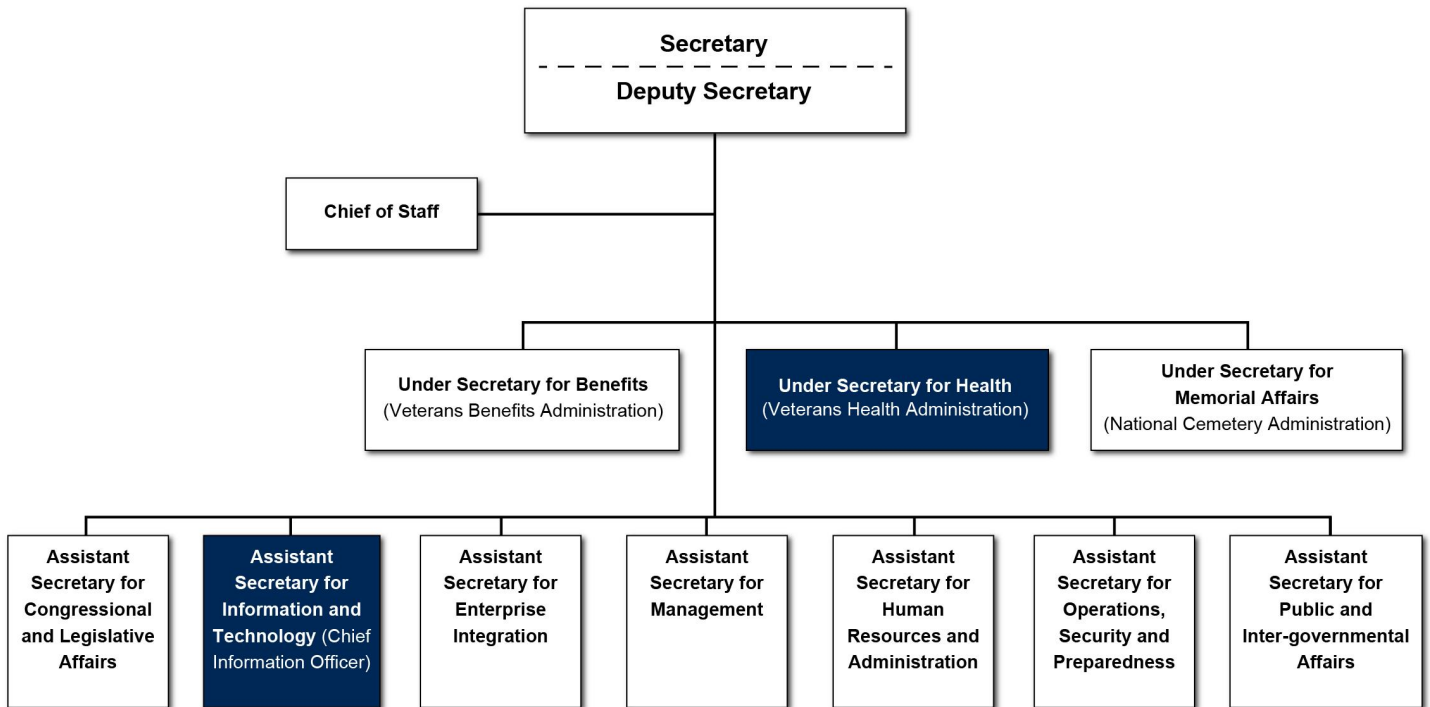 Secretary
Deputy Secretary
Chief of Staff
Under Secretary for Benefits
(Veterans Benefits Administration)
Under Secretary for Health
(Veterans Health Administration)
Under Secretary for
Memorial Affairs
(National Cemetery Administration)
Assistant
Secretary for
Congressional
and Legislative
Affairs
Assistant
Secretary for
Information and
Technology (Chief
Information Officer)
Assistant
Secretary for
Enterprise
Integration
Assistant
Secretary for
Management
Assistant
Secretary for
Human
Resources and
Administration
Assistant
Secretary for
Operations,
Security and
Preparedness
Assistant
Secretary for
Public and
Inter-governmental
Affairs